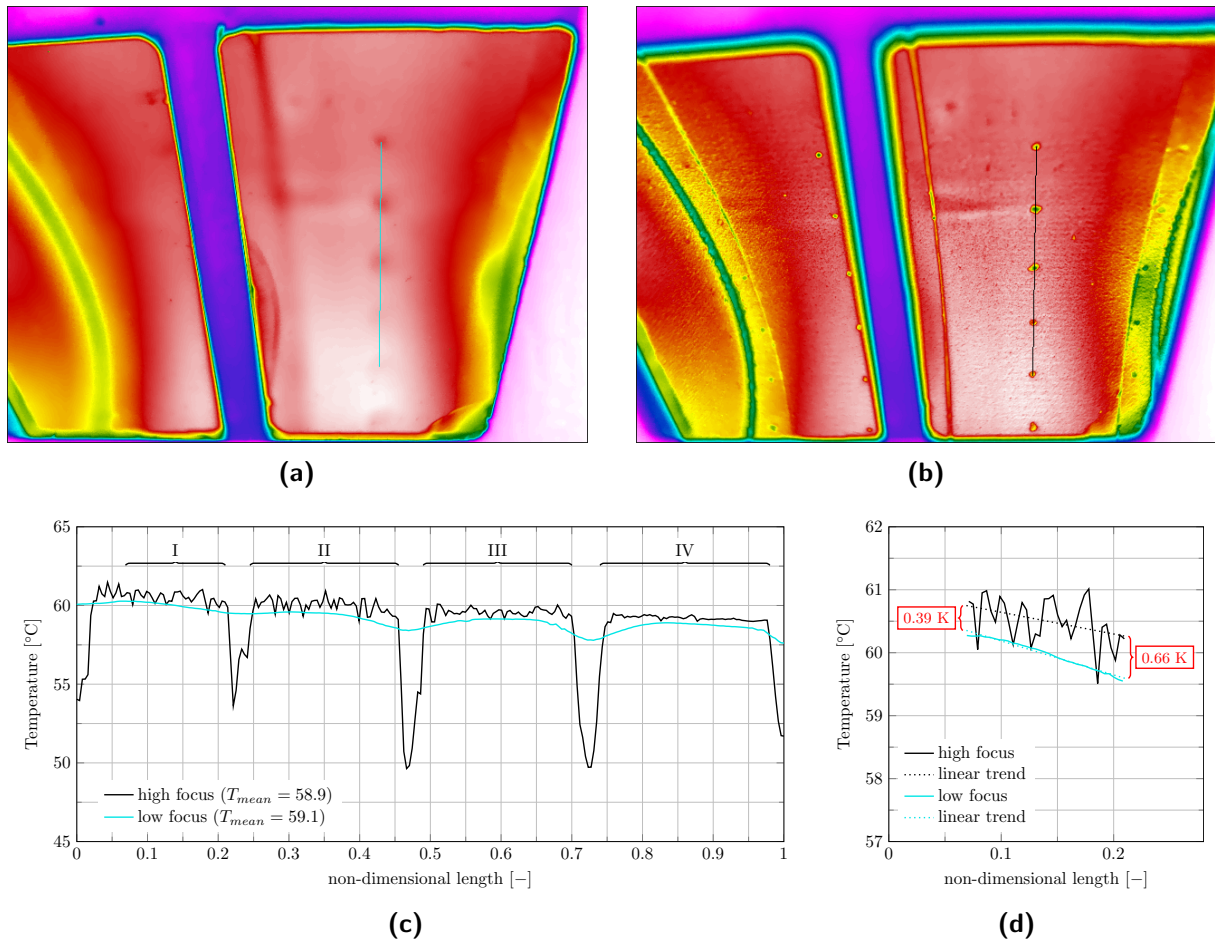 (a)
(b)
65
60
55
50
45
Temperature [°C]
I
II
III
IV
high focus (T_mean = 58.9)
low focus (T_mean = 59.1)
0 0.1 0.2 0.3 0.4 0.5 0.6 0.7 0.8 0.9 1
non-dimensional length [−]
(c)
62
61
60
59
58
57
Temperature [°C]
0.39 K
0.66 K
high focus
linear trend
low focus
linear trend
0 0.1 0.2
non-dimensional length [−]
(d)